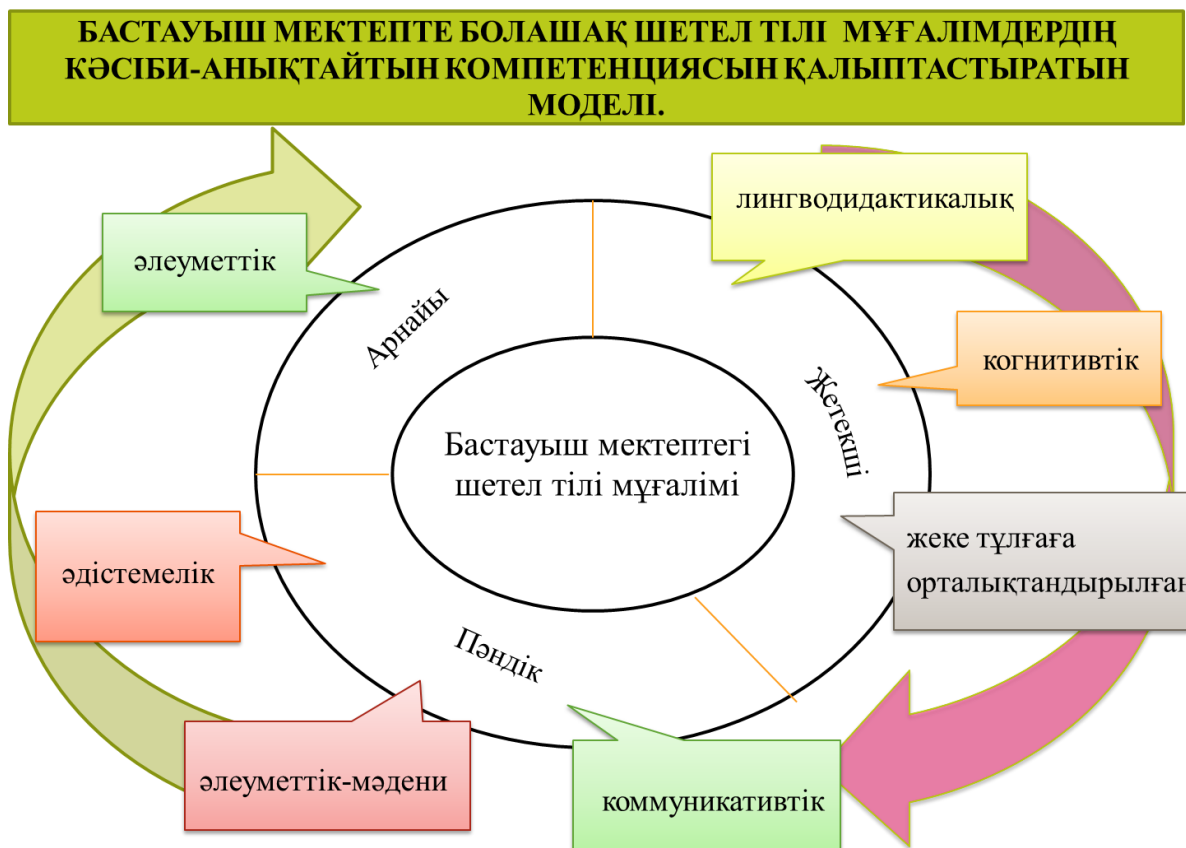 БАСТАУЫШ МЕКТЕПТЕ БОЛАШАҚ ШЕТЕЛ ТІЛІ МҰҒАЛІМДЕРДІҢ
КӘСІБИ-АНЫҚТАЙТЫН КОМПЕТЕНЦИЯСЫН ҚАЛЫПТАСТЫРАТЫН
МОДЕЛІ.
лингводидактикалық
әлеуметтік
Арнайы
когнитивтік
Жетекші
Бастауыш мектептегі
шетел тілі мұғалімі
жеке тұлғаға
орталықтандырылған
әдістемелік
Пәндік
әлеуметтік-мәдени
коммуникативтік